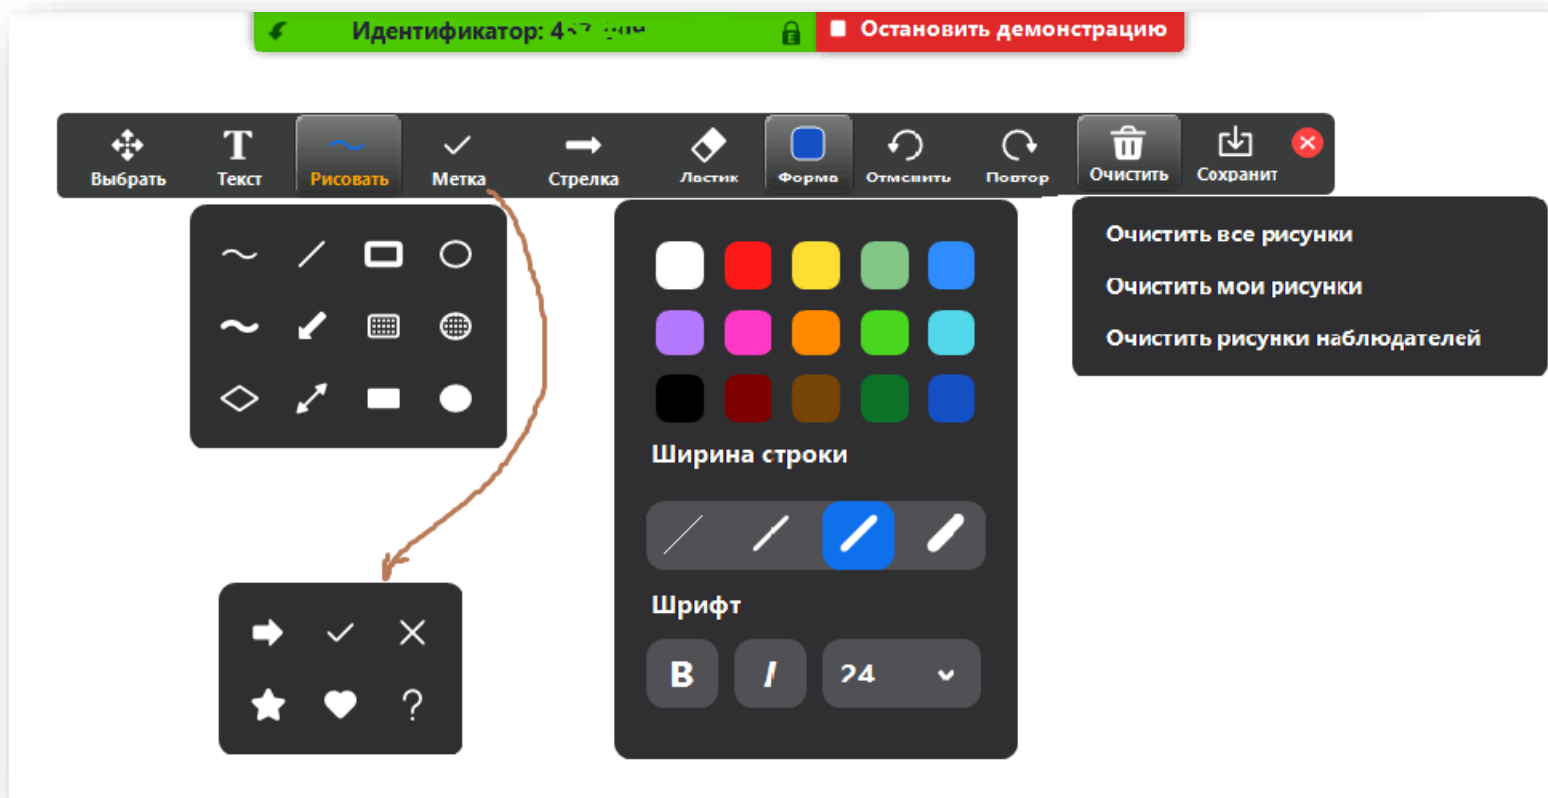 Идентификатор: 4
Остановить демонстрацию
Выбрать
Текст
Рисовать
Метка
Стрелка
Ластик
Форма
Отменить
Повтор
Очистить
Сохранит
Очистить все рисунки
Очистить мои рисунки
Очистить рисунки наблюдателей
Ширина строки
Шрифт
B I 24